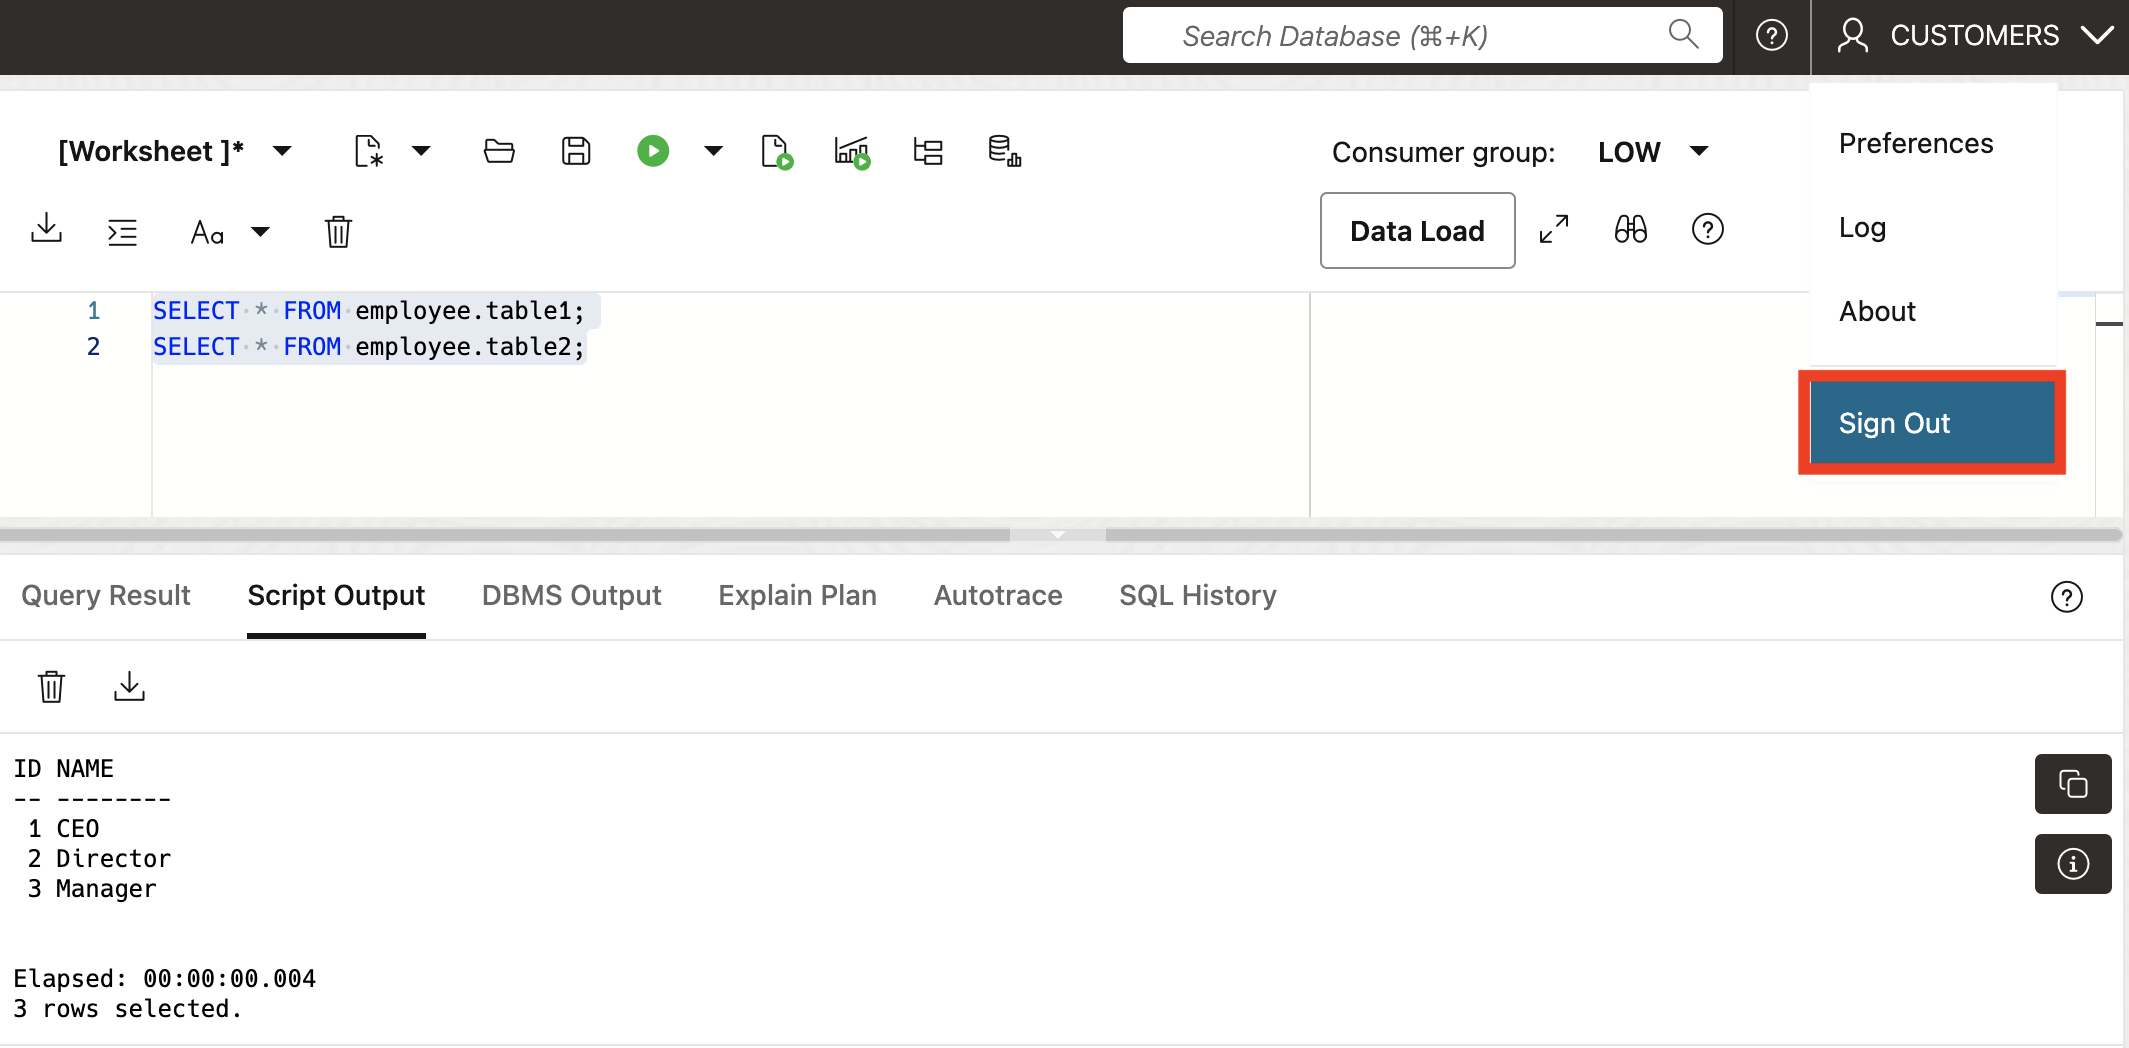 Search Database (⌘+K)
CUSTOMERS
[Worksheet ]*
Aa
Consumer group: LOW
Data Load
Preferences
Log
About
Sign Out
1 SELECT * FROM employee.table1;
2 SELECT * FROM employee.table2;
Query Result Script Output DBMS Output Explain Plan Autotrace SQL History
ID NAME
-- --------
1 CEO
2 Director
3 Manager
Elapsed: 00:00:00.004
3 rows selected.